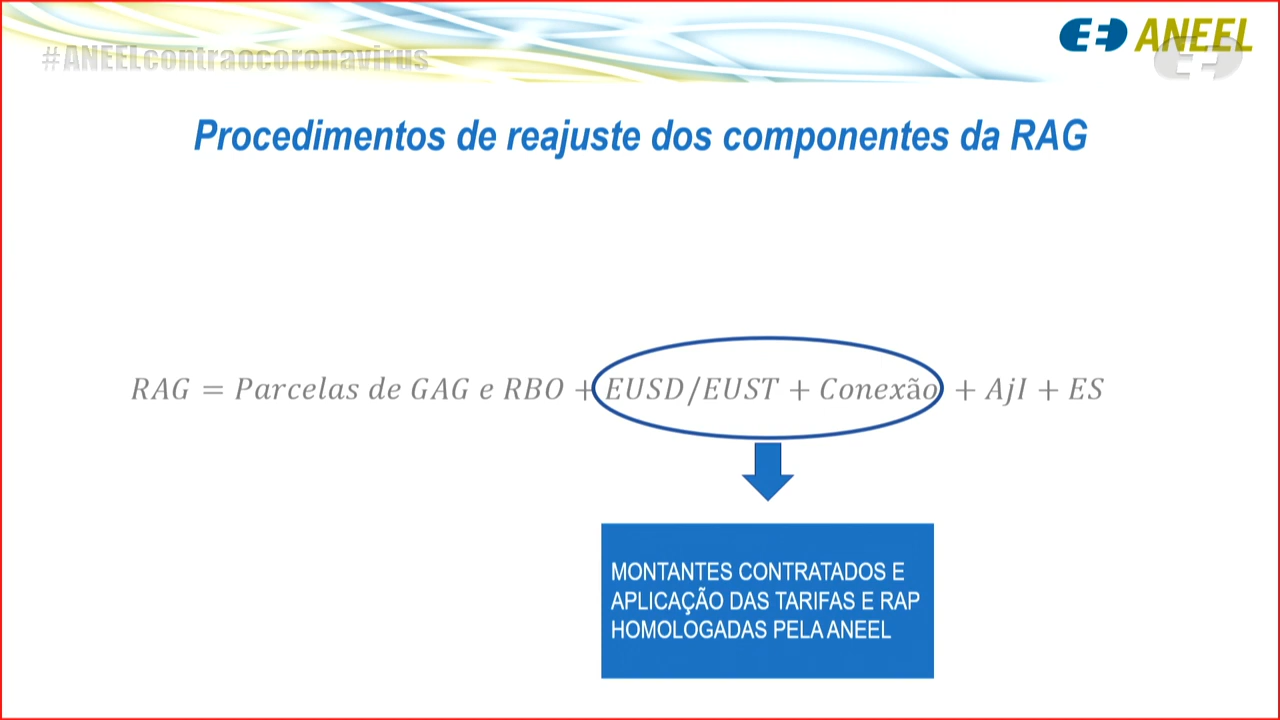 #ANEELcontraocoronavirus
ANEEL
Procedimentos de reajuste dos componentes da RAG
RAG = Parcelas de GAG e RBO + EUSD/EUST + Conexão + AjI + ES
MONTANTES CONTRATADOS E
APLICAÇÃO DAS TARIFAS E RAP
HOMOLOGADAS PELA ANEEL